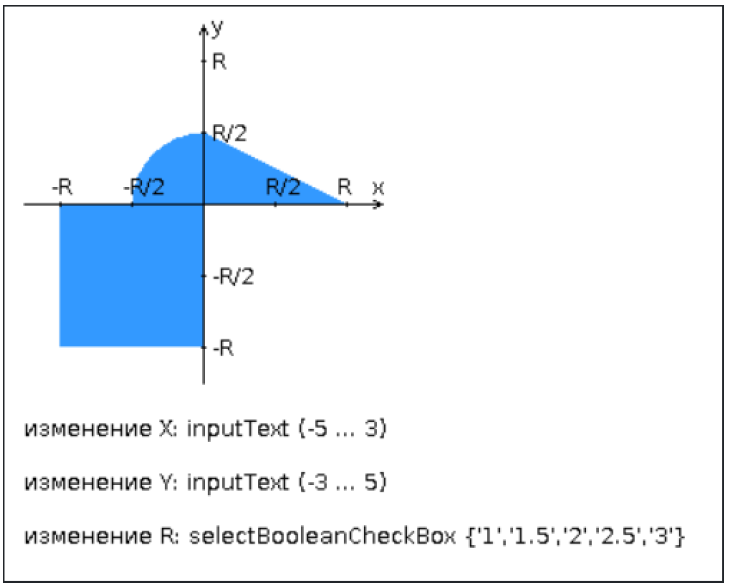 y
R
R/2
-R -R/2 R/2 R x
-R/2
-R
изменение X: inputText (-5 ... 3)
изменение Y: inputText (-3 ... 5)
изменение R: selectBooleanCheckBox {'1','1.5','2','2.5','3'}